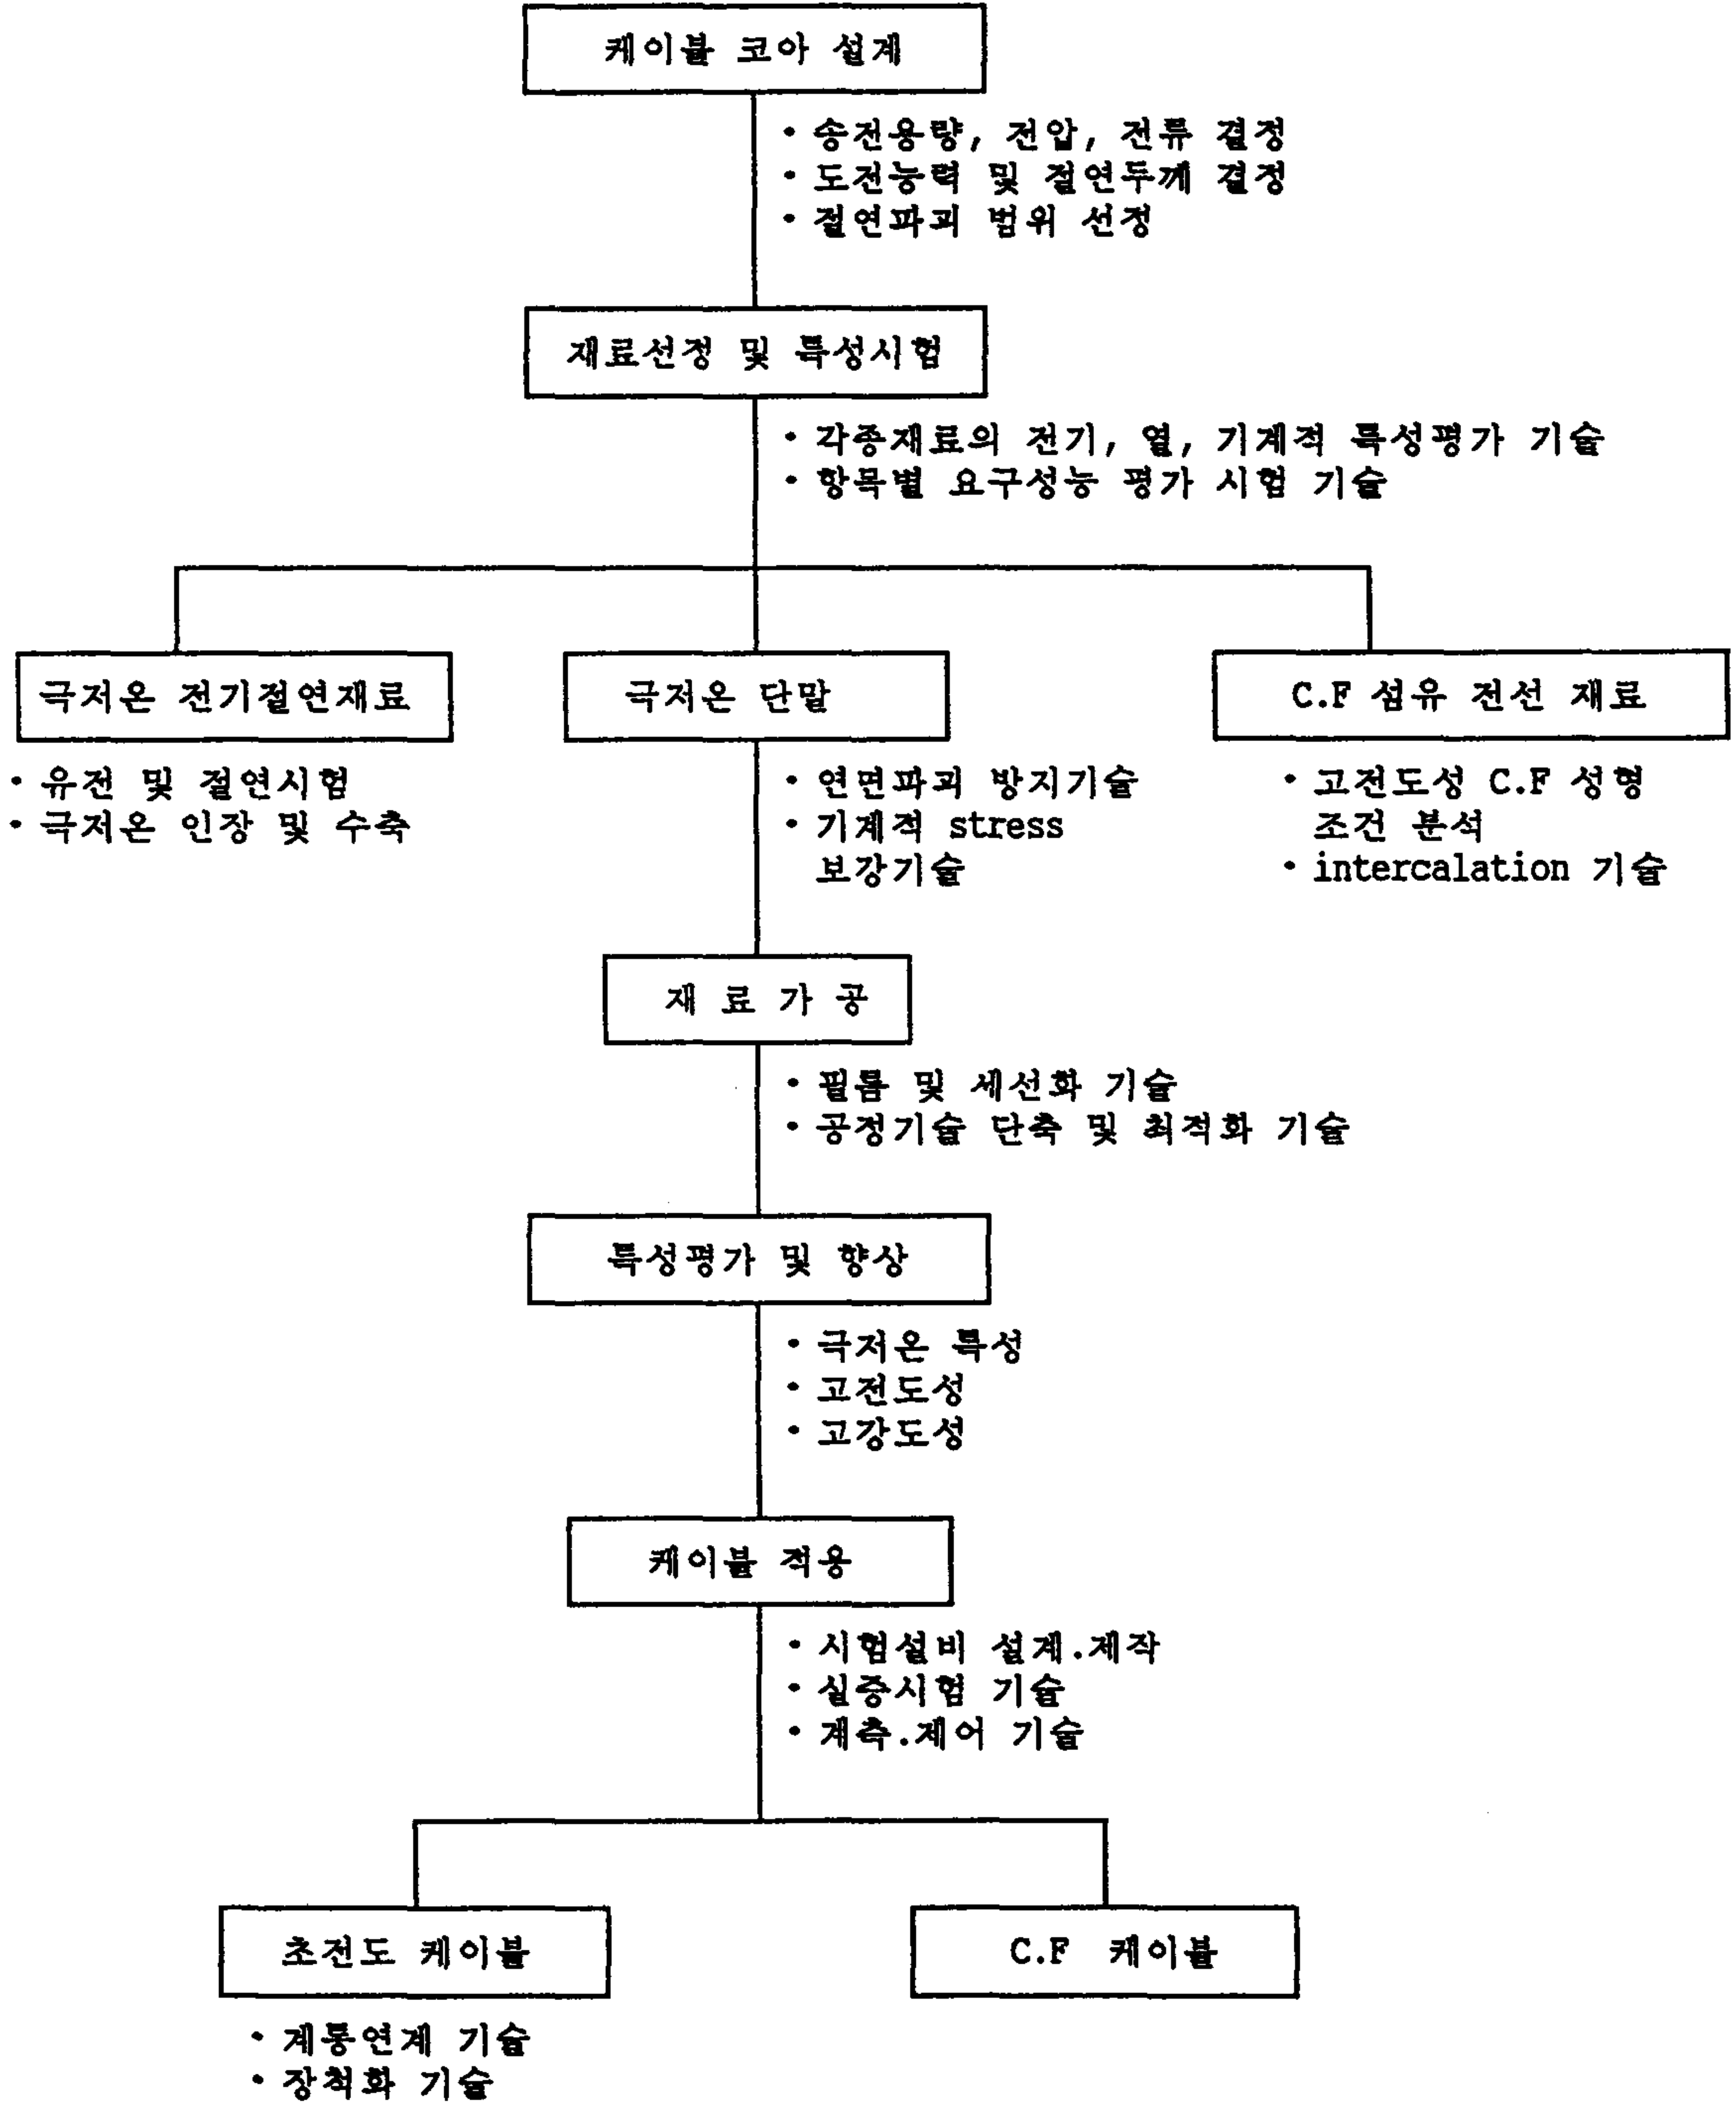 케이블 코아 설계
· 송전용량, 전압, 전류 결정
· 도전능력 및 절연두께 결정
· 절연파괴 범위 선정
재료선정 및 특성시험
· 각종재료의 전기, 열, 기계적 특성평가 기술
· 항목별 요구성능 평가 시험 기술
극저온 전기절연재료
· 유전 및 절연시험
· 극저온 인장 및 수축
극저온 단말
· 연면파괴 방지기술
· 기계적 stress
보강기술
C.F 섬유 전선 재료
· 고전도성 C.F 성형
조건 분석
· intercalation 기술
재 료 가 공
· 필름 및 세선화 기술
· 공정기술 단축 및 최적화 기술
특성평가 및 향상
· 극저온 특성
· 고전도성
· 고강도성
케이블 적용
· 시험설비 설계.제작
· 실증시험 기술
· 계측.제어 기술
초전도 케이블
· 계통연계 기술
· 장척화 기술
C.F 케이블